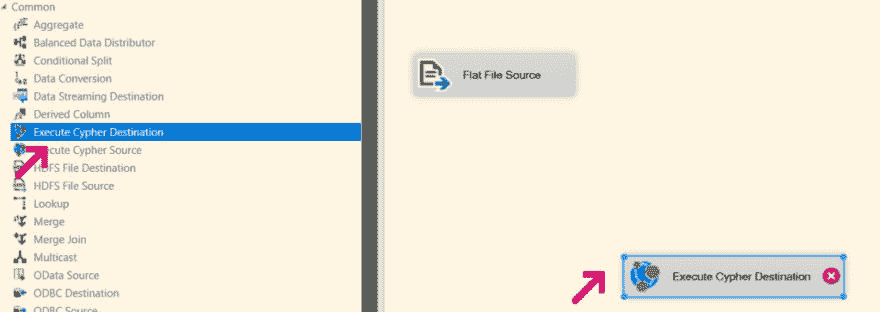 Common
Aggregate
Balanced Data Distributor
Conditional Split
Data Conversion
Data Streaming Destination
Derived Column
Execute Cypher Destination
Execute Cypher Source
HDFS File Destination
HDFS File Source
Lookup
Merge
Merge Join
Multicast
OData Source
ODBC Destination
ODBC Source
Flat File Source
Execute Cypher Destination